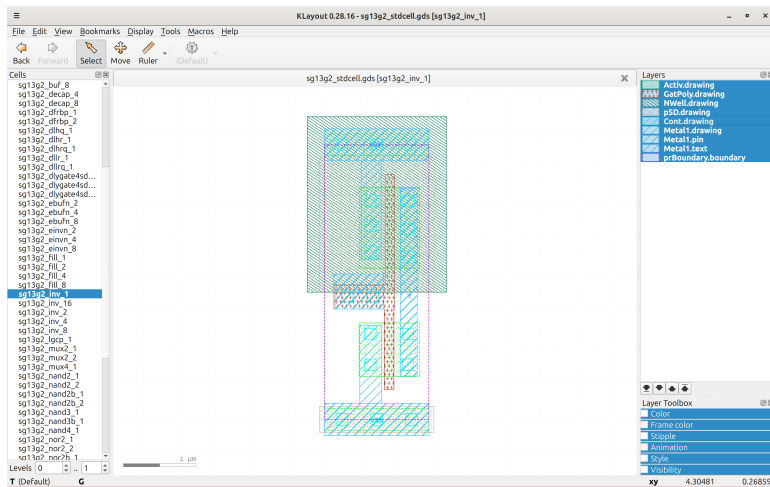 KLayout 0.28.16 - sg13g2_stdcell.gds [sg13g2_inv_1]
File Edit View Bookmarks Display Tools Macros Help
Back Forward Select Move Ruler (Default)
Cells
sg13g2_buf_8
sg13g2_decap_4
sg13g2_decap_8
sg13g2_dfrbp_1
sg13g2_dfrbp_2
sg13g2_dlhq_1
sg13g2_dlhr_1
sg13g2_dlhrq_1
sg13g2_dllr_1
sg13g2_dllrq_1
sg13g2_dlygate4sd...
sg13g2_dlygate4sd...
sg13g2_dlygate4sd...
sg13g2_ebufn_2
sg13g2_ebufn_4
sg13g2_ebufn_8
sg13g2_einvn_2
sg13g2_einvn_4
sg13g2_einvn_8
sg13g2_fill_1
sg13g2_fill_2
sg13g2_fill_4
sg13g2_fill_8
sg13g2_inv_1
sg13g2_inv_16
sg13g2_inv_2
sg13g2_inv_4
sg13g2_inv_8
sg13g2_lgcp_1
sg13g2_mux2_1
sg13g2_mux2_2
sg13g2_mux4_1
sg13g2_nand2_1
sg13g2_nand2_2
sg13g2_nand2b_1
sg13g2_nand2b_2
sg13g2_nand3_1
sg13g2_nand3b_1
sg13g2_nand4_1
sg13g2_nor2_1
sg13g2_nor2_2
sg13g2_nor2b_1
Levels 0 .. 1
sg13g2_stdcell.gds [sg13g2_inv_1]
1 μm
Layers
Activ.drawing
GatPoly.drawing
NWell.drawing
pSD.drawing
Cont.drawing
Metal1.drawing
Metal1.pin
Metal1.text
prBoundary.boundary
Layer Toolbox
Color
Frame color
Stipple
Animation
Style
Visibility
T (Default) G xy 4.30481 0.26859